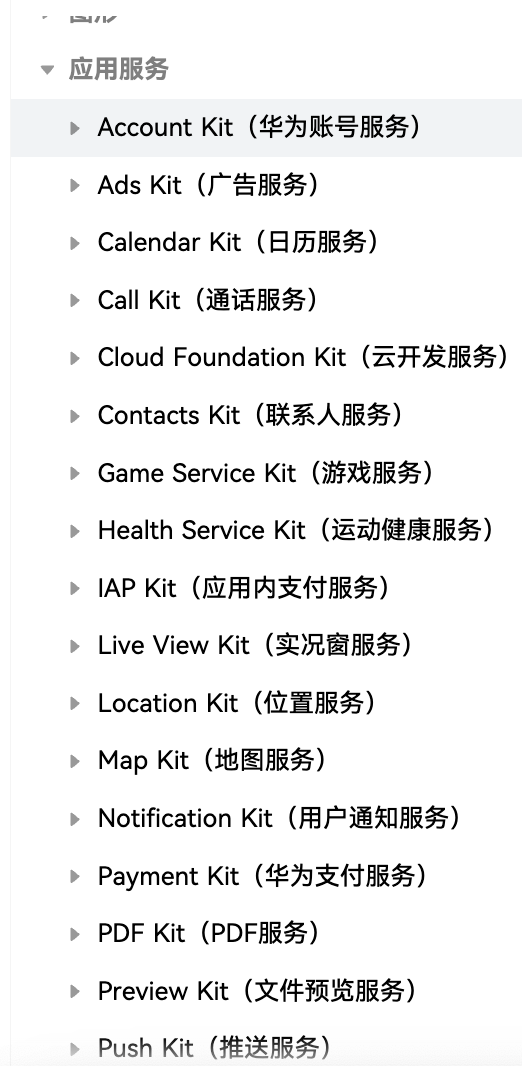 图形
应用服务
Account Kit（华为账号服务）
Ads Kit（广告服务）
Calendar Kit（日历服务）
Call Kit（通话服务）
Cloud Foundation Kit（云开发服务）
Contacts Kit（联系人服务）
Game Service Kit（游戏服务）
Health Service Kit（运动健康服务）
IAP Kit（应用内支付服务）
Live View Kit（实况窗服务）
Location Kit（位置服务）
Map Kit（地图服务）
Notification Kit（用户通知服务）
Payment Kit（华为支付服务）
PDF Kit（PDF服务）
Preview Kit（文件预览服务）
Push Kit（推送服务）